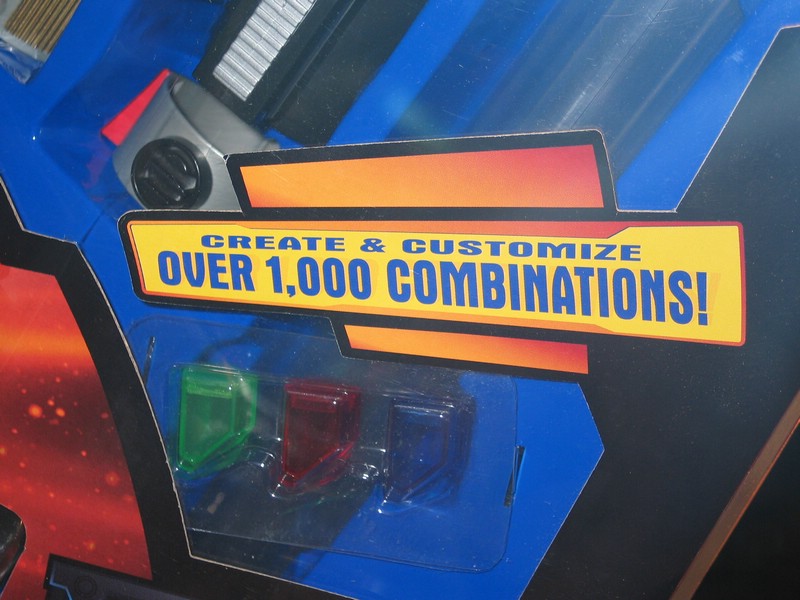 CREATE & CUSTOMIZE
OVER 1,000 COMBINATIONS!